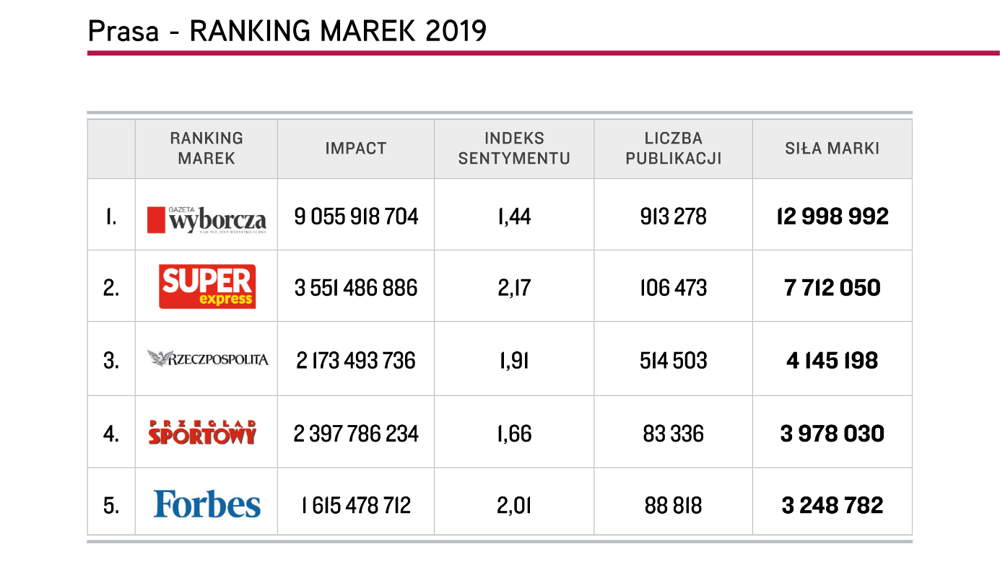 Prasa - RANKING MAREK 2019
RANKING MAREK IMPACT INDEKS SENTYMENTU LICZBA PUBLIKACJI SIŁA MARKI
1. GAZETA wyborcza 9 055 918 704 1,44 913 278 12 998 992
2. SUPER express 3 551 486 886 2,17 106 473 7 712 050
3. RZECZPOSPOLITA 2 173 493 736 1,91 514 503 4 145 198
4. PRZEGLĄD SPORTOWY 2 397 786 234 1,66 83 336 3 978 030
5. Forbes 1 615 478 712 2,01 88 818 3 248 782